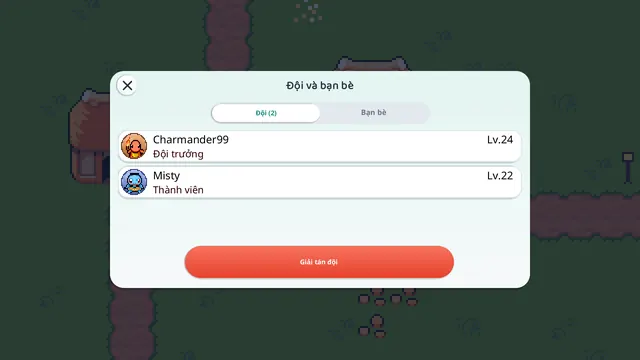 Đội và bạn bè
Đội (2)
Bạn bè
Charmander99
Lv.24
Đội trưởng
Misty
Lv.22
Thành viên
Giải tán đội